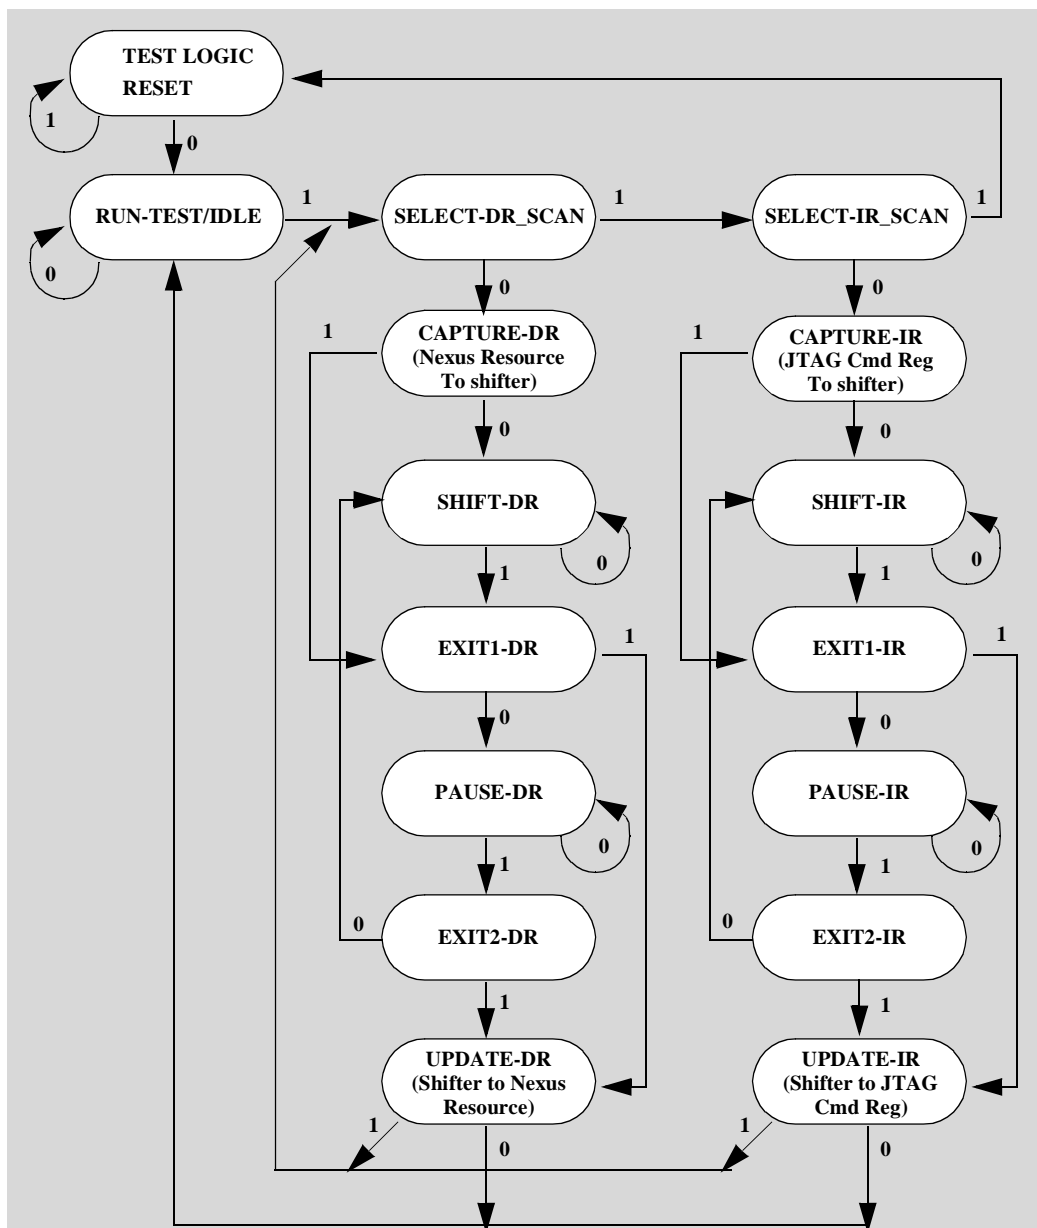 TEST LOGIC
RESET
1
0
RUN-TEST/IDLE
1
SELECT-DR_SCAN
1
SELECT-IR_SCAN
1
0
0
0
1
CAPTURE-DR
(Nexus Resource
To shifter)
1
CAPTURE-IR
(JTAG Cmd Reg
To shifter)
0
0
SHIFT-DR
0
SHIFT-IR
0
1
1
EXIT1-DR
1
EXIT1-IR
1
0
0
PAUSE-DR
0
PAUSE-IR
0
1
1
0
EXIT2-DR
0
EXIT2-IR
1
1
UPDATE-DR
(Shifter to Nexus
Resource)
UPDATE-IR
(Shifter to JTAG
Cmd Reg)
1
0
1
0